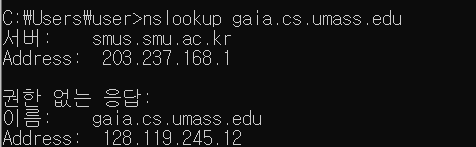 C:\Users\user>nslookup gaia.cs.umass.edu
서버:    smus.smu.ac.kr
Address:  203.237.168.1
권한 없는 응답:
이름:    gaia.cs.umass.edu
Address:  128.119.245.12